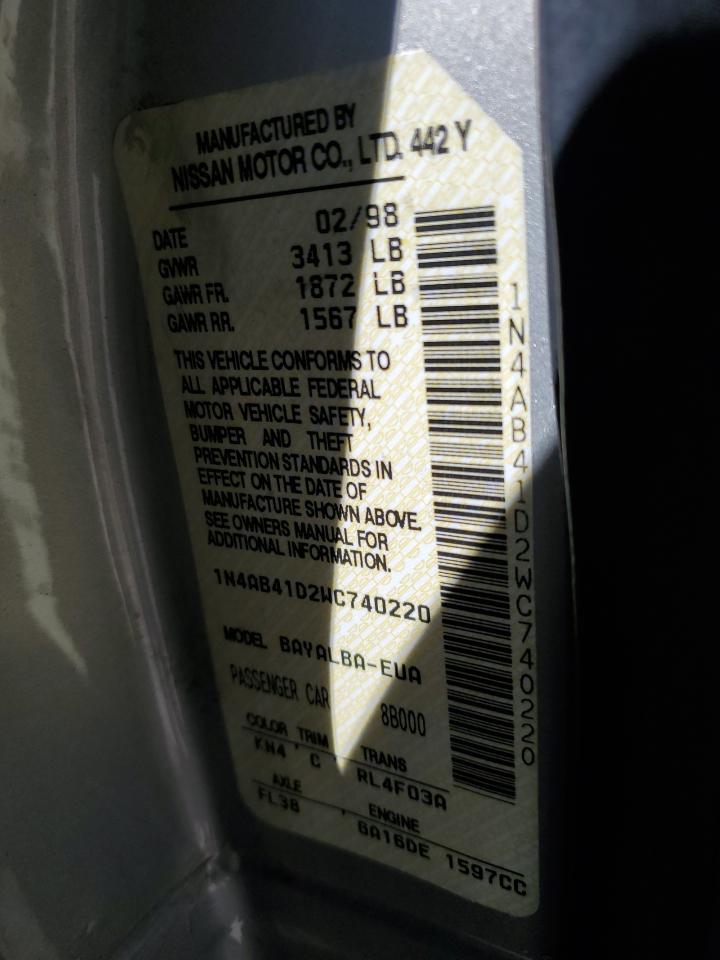 MANUFACTURED BY
NISSAN MOTOR CO., LTD. 442 Y
DATE 02/98
GVWR 3413 LB
GAWR FR. 1872 LB
GAWR RR. 1567 LB
THIS VEHICLE CONFORMS TO
ALL APPLICABLE FEDERAL
MOTOR VEHICLE SAFETY,
BUMPER AND THEFT
PREVENTION STANDARDS IN
EFFECT ON THE DATE OF
MANUFACTURE SHOWN ABOVE.
SEE OWNERS MANUAL FOR
ADDITIONAL INFORMATION.
1N4AB41D2WC740220
MODEL BAYALBA-EUA
PASSENGER CAR 8B000
COLOR TRIM TRANS
KN4 ' C RL4F03A
AXLE ENGINE
FL38 ' GA16DE 1597CC
1N4AB41D2WC740220